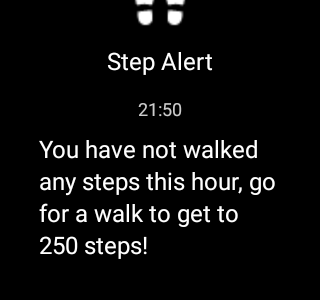 Step Alert
21:50
You have not walked
any steps this hour, go
for a walk to get to
250 steps!